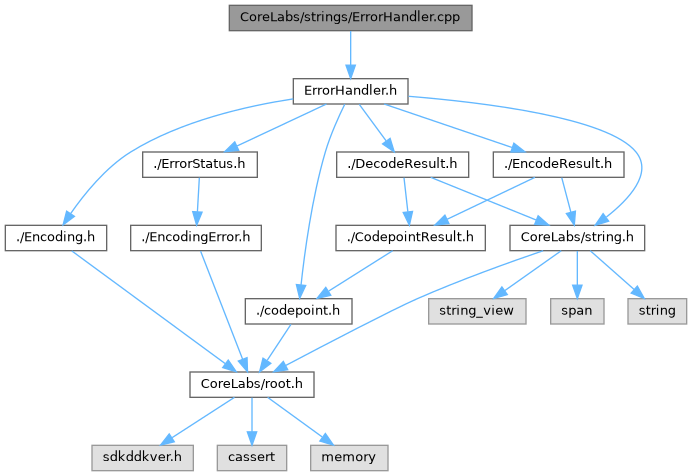 CoreLabs/strings/ErrorHandler.cpp
ErrorHandler.h
./ErrorStatus.h
./DecodeResult.h
./EncodeResult.h
./Encoding.h
./EncodingError.h
./CodepointResult.h
CoreLabs/string.h
./codepoint.h
string_view
span
string
CoreLabs/root.h
sdkddkver.h
cassert
memory